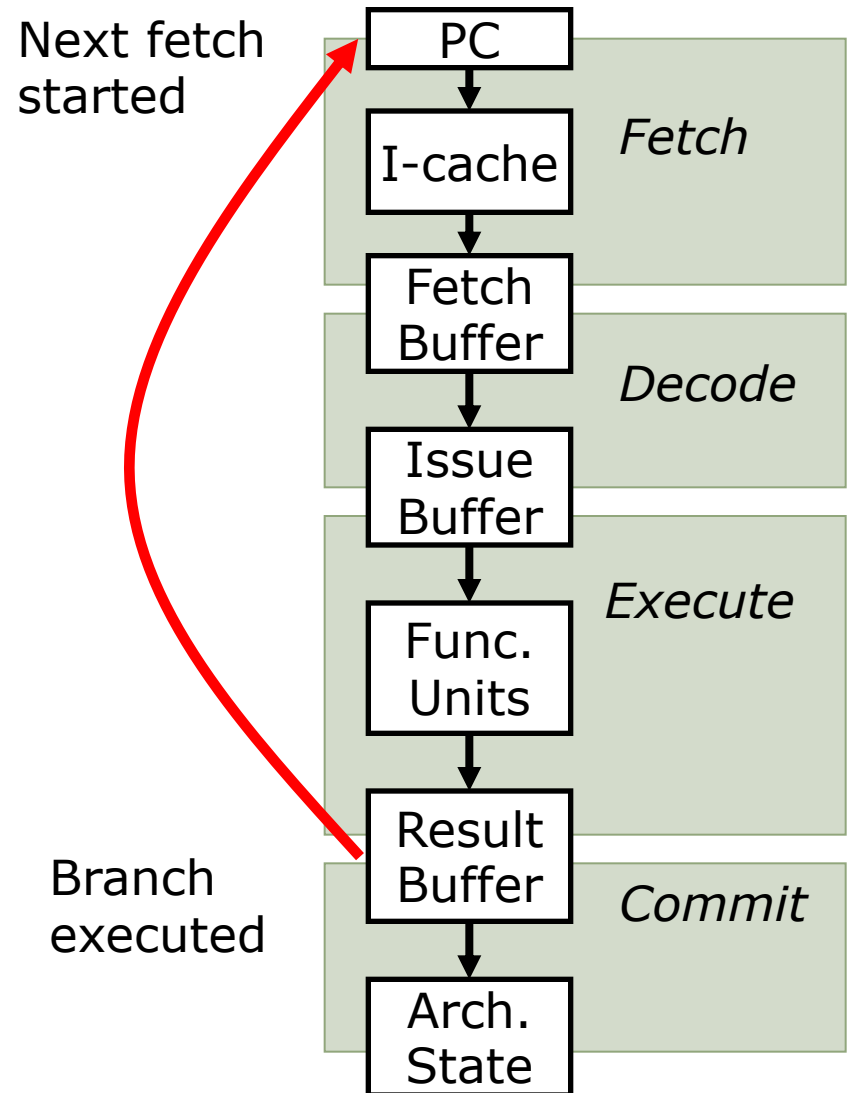 Next fetch
started
PC
I-cache
Fetch
Fetch
Buffer
Decode
Issue
Buffer
Execute
Func.
Units
Result
Buffer
Branch
executed
Commit
Arch.
State